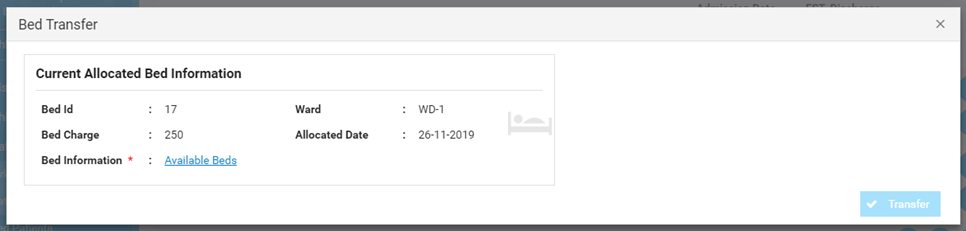 Bed Transfer
Current Allocated Bed Information
Bed Id : 17 Ward : WD-1
Bed Charge : 250 Allocated Date : 26-11-2019
Bed Information * : Available Beds
Transfer